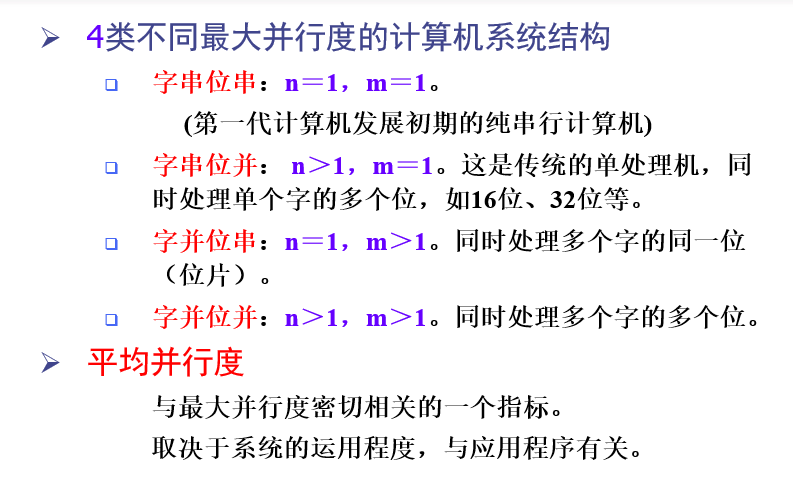 4类不同最大并行度的计算机系统结构
字串位串：n＝1，m＝1。
(第一代计算机发展初期的纯串行计算机)
字串位并： n＞1，m＝1。这是传统的单处理机，同
时处理单个字的多个位，如16位、32位等。
字并位串：n＝1，m＞1。同时处理多个字的同一位
（位片）。
字并位并：n＞1，m＞1。同时处理多个字的多个位。
平均并行度
与最大并行度密切相关的一个指标。
取决于系统的运用程度，与应用程序有关。